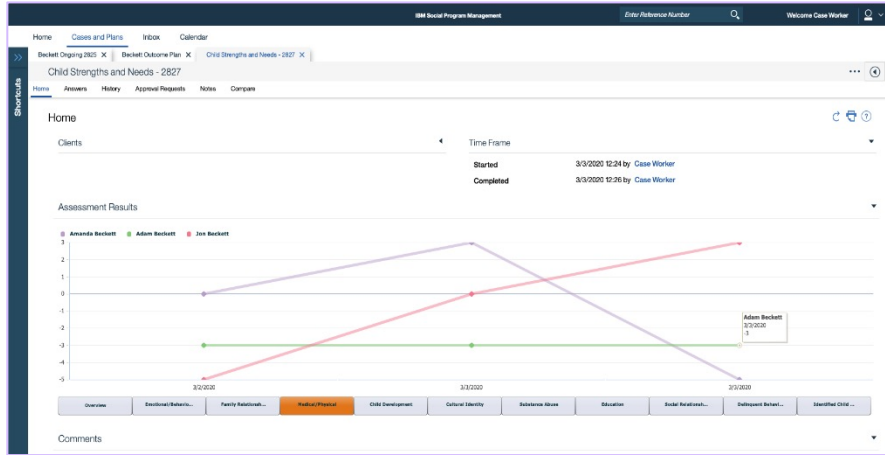 IBM Social Program Management
Enter Reference Number
Welcome Case Worker
Home Cases and Plans Inbox Calendar
Beckett Ongoing 2825 X Beckett Outcome Plan X Child Strengths and Needs - 2827 X
Shortcuts
Child Strengths and Needs - 2827
Home Answers History Approval Requests Notes Compare
Home
Clients
Time Frame
Started 3/3/2020 12:24 by Case Worker
Completed 3/3/2020 12:26 by Case Worker
Assessment Results
Amanda Beckett Adam Beckett Jon Beckett
3
2
1
0
-1
-2
-3
-4
-5
Adam Beckett
3/3/2020
-3
3/2/2020 3/3/2020 3/3/2020
Overview Emotional/Behavio... Family Relationsh... Medical/Physical Child Development Cultural Identity Substance Abuse Education Social Relationsh... Delinquent Behavi... Identified Child ...
Comments